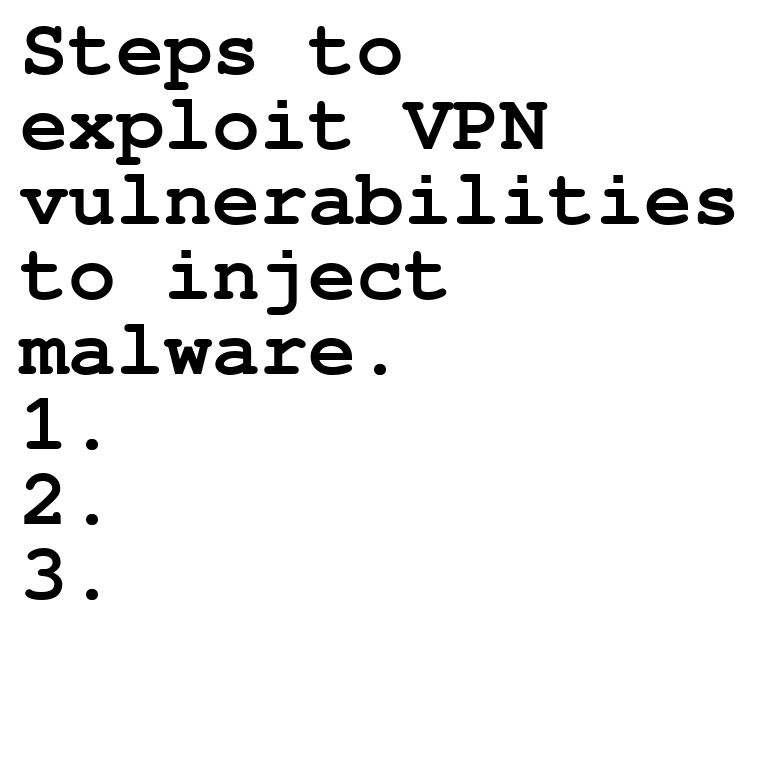 Steps to
exploit VPN
vulnerabilities
to inject
malware.
1.
2.
3.